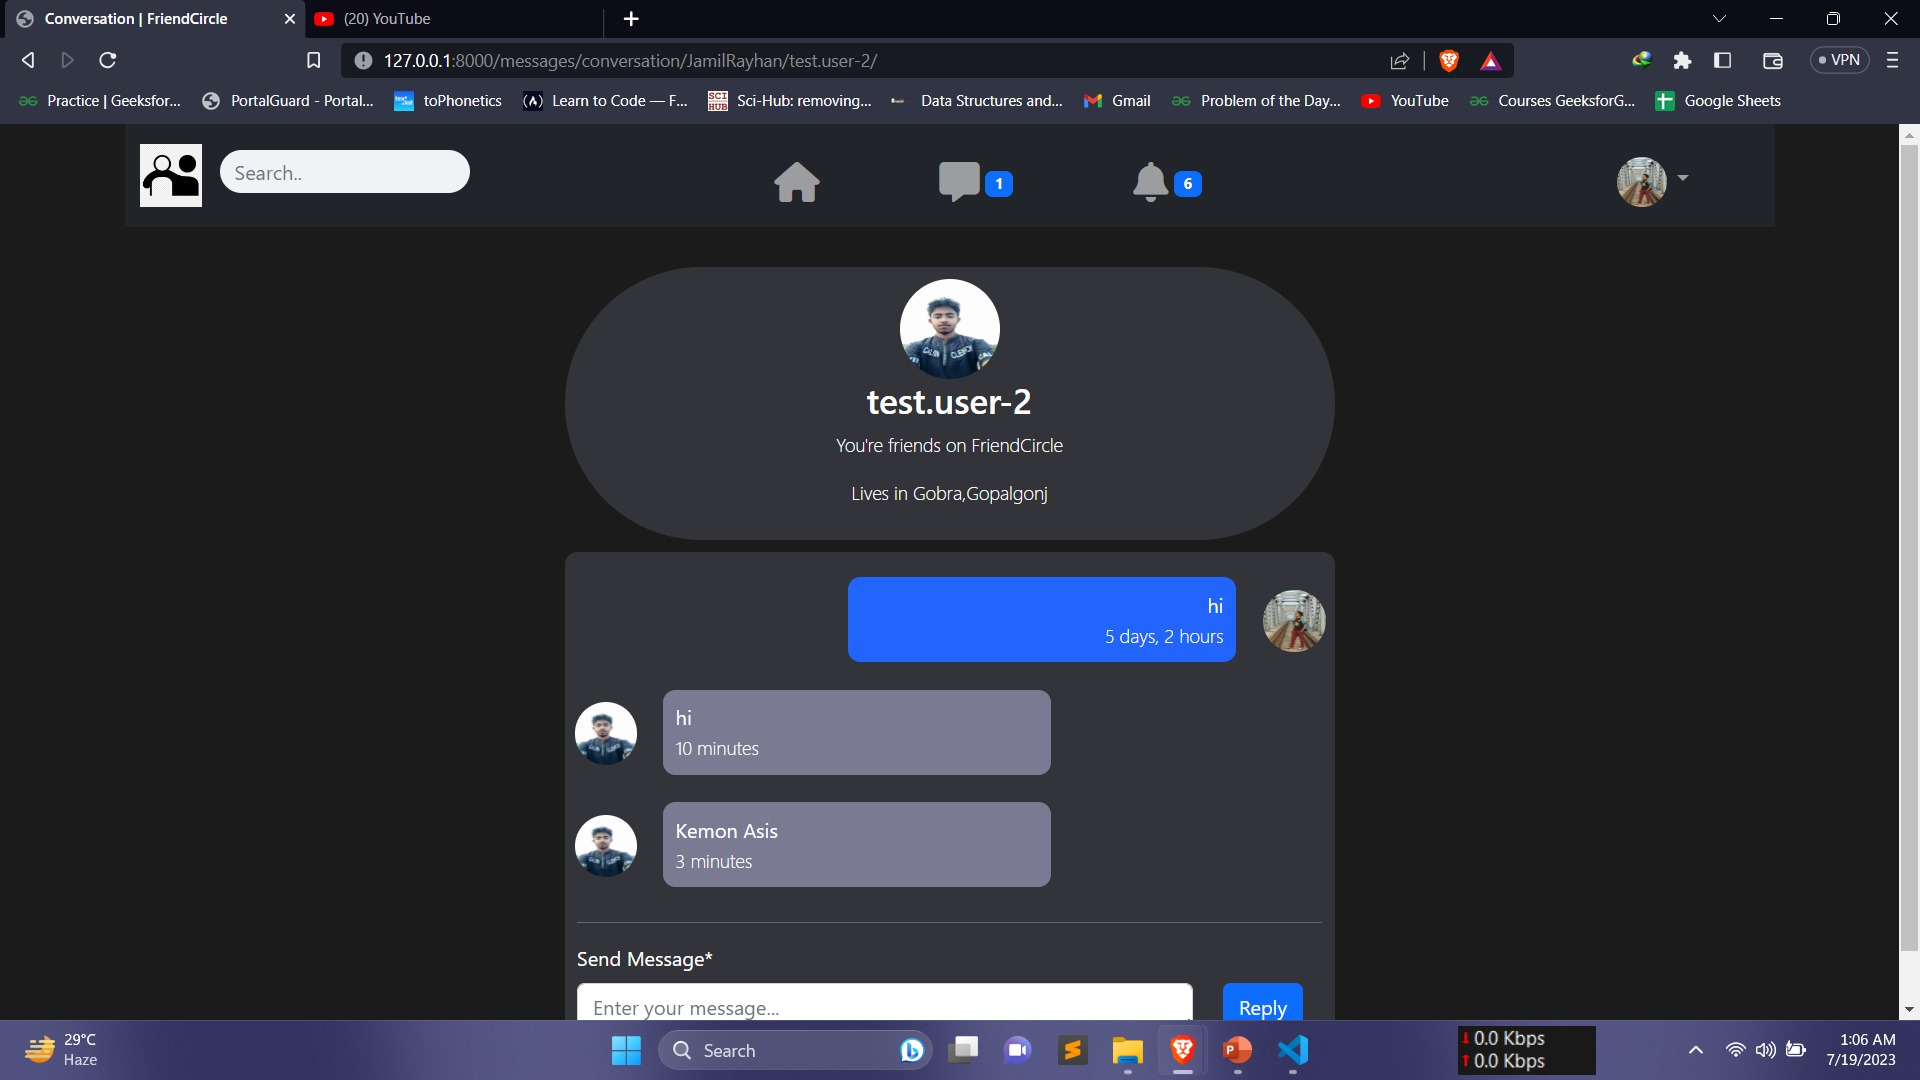 Conversation | FriendCircle
(20) YouTube
127.0.0.1:8000/messages/conversation/JamilRayhan/test.user-2/
VPN
Practice | Geeksfor...
PortalGuard - Portal...
toPhonetics
Learn to Code — F...
SCI HUB
Sci-Hub: removing...
Data Structures and...
Gmail
Problem of the Day...
YouTube
Courses GeeksforG...
Google Sheets
Search..
1
6
test.user-2
You're friends on FriendCircle
Lives in Gobra,Gopalgonj
hi
5 days, 2 hours
hi
10 minutes
Kemon Asis
3 minutes
Send Message*
Enter your message...
Reply
29°C
Haze
Search
0.0 Kbps
0.0 Kbps
1:06 AM
7/19/2023